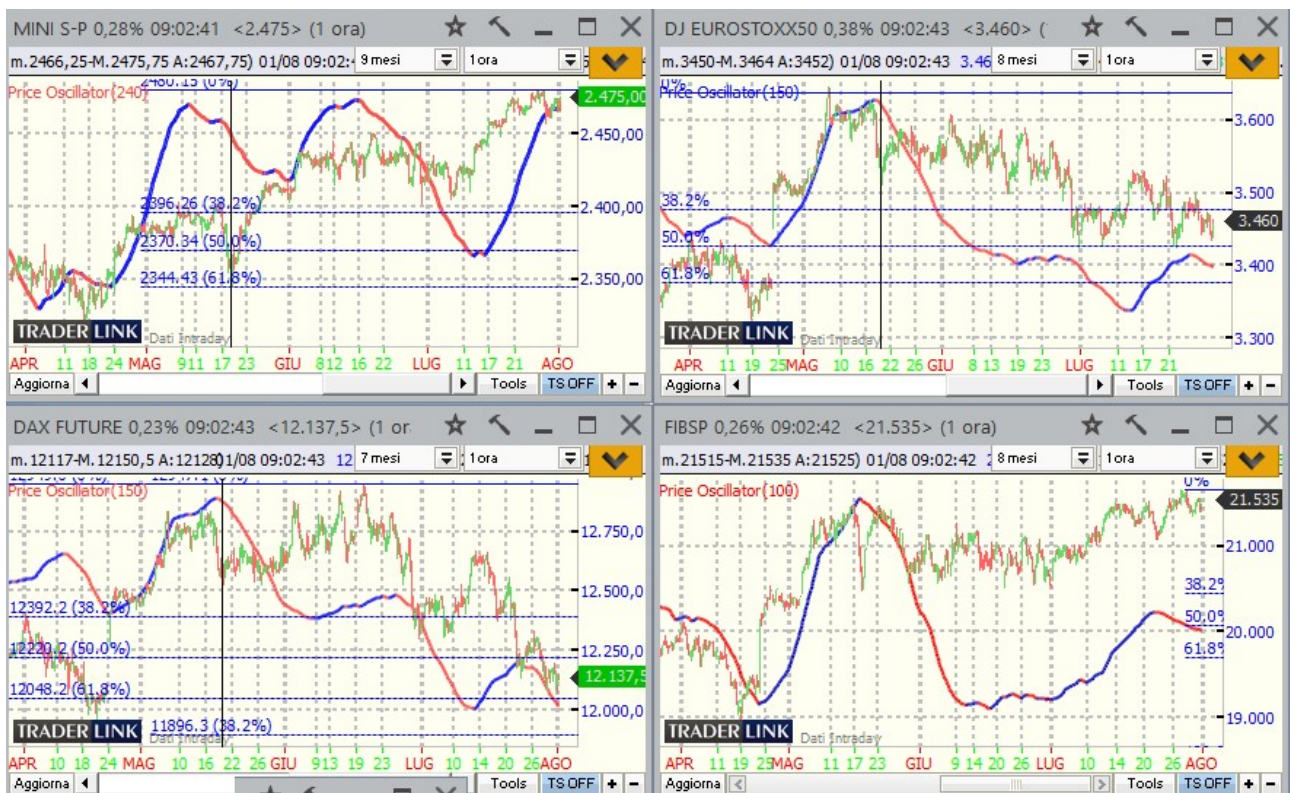 MINI S-P 0,28% 09:02:41 <2.475> (1 ora)
m.2466,25-M.2475,75 A:2467,75) 01/08 09:02:4 9 mesi 1 ora
2480.15 (0%)
Price Oscillator(240)
2.475,00
2.450,00
2396.26 (38.2%)
2.400,00
2370.34 (50.0%)
2344.43 (61.8%)
2.350,00
TRADER LINK Dati Intraday
APR 11 18 24 MAG 9 11 17 23 GIU 8 12 16 22 LUG 11 17 21 AGO
Aggiorna Tools TS OFF + −
DJ EUROSTOXX50 0,38% 09:02:43 <3.460> (
m.3450-M.3464 A:3452) 01/08 09:02:43 3.46 8 mesi 1 ora
0%
Price Oscillator(150)
3.600
38.2%
3.500
3.460
50.0%
3.400
61.8%
3.300
TRADER LINK Dati Intraday
APR 11 19 25 MAG 10 16 22 26 GIU 8 13 19 23 LUG 11 17 21
Aggiorna Tools TS OFF + −
DAX FUTURE 0,23% 09:02:43 <12.137,5> (1 or
m.12117-M.12150,5 A:12128) 01/08 09:02:43 12 7 mesi 1 ora
Price Oscillator(150)
12.750,0
12392.2 (38.2%)
12.500,0
12220.2 (50.0%)
12.250,0
12.137,5
12048.2 (61.8%)
12.000,0
11896.3 (38.2%)
TRADER LINK Dati Intraday
APR 10 18 24 MAG 10 16 22 26 GIU 9 13 19 LUG 10 14 20 26 AGO
Aggiorna Tools TS OFF + −
FIBSP 0,26% 09:02:42 <21.535> (1 ora)
m.21515-M.21535 A:21525) 01/08 09:02:42 2 8 mesi 1 ora
0%
Price Oscillator(100)
21.535
21.000
38.2%
50.0%
20.000
61.8%
19.000
TRADER LINK Dati Intraday
APR 11 19 25 MAG 11 17 23 GIU 9 14 20 26 LUG 10 14 20 26 AGO
Aggiorna Tools TS OFF + −